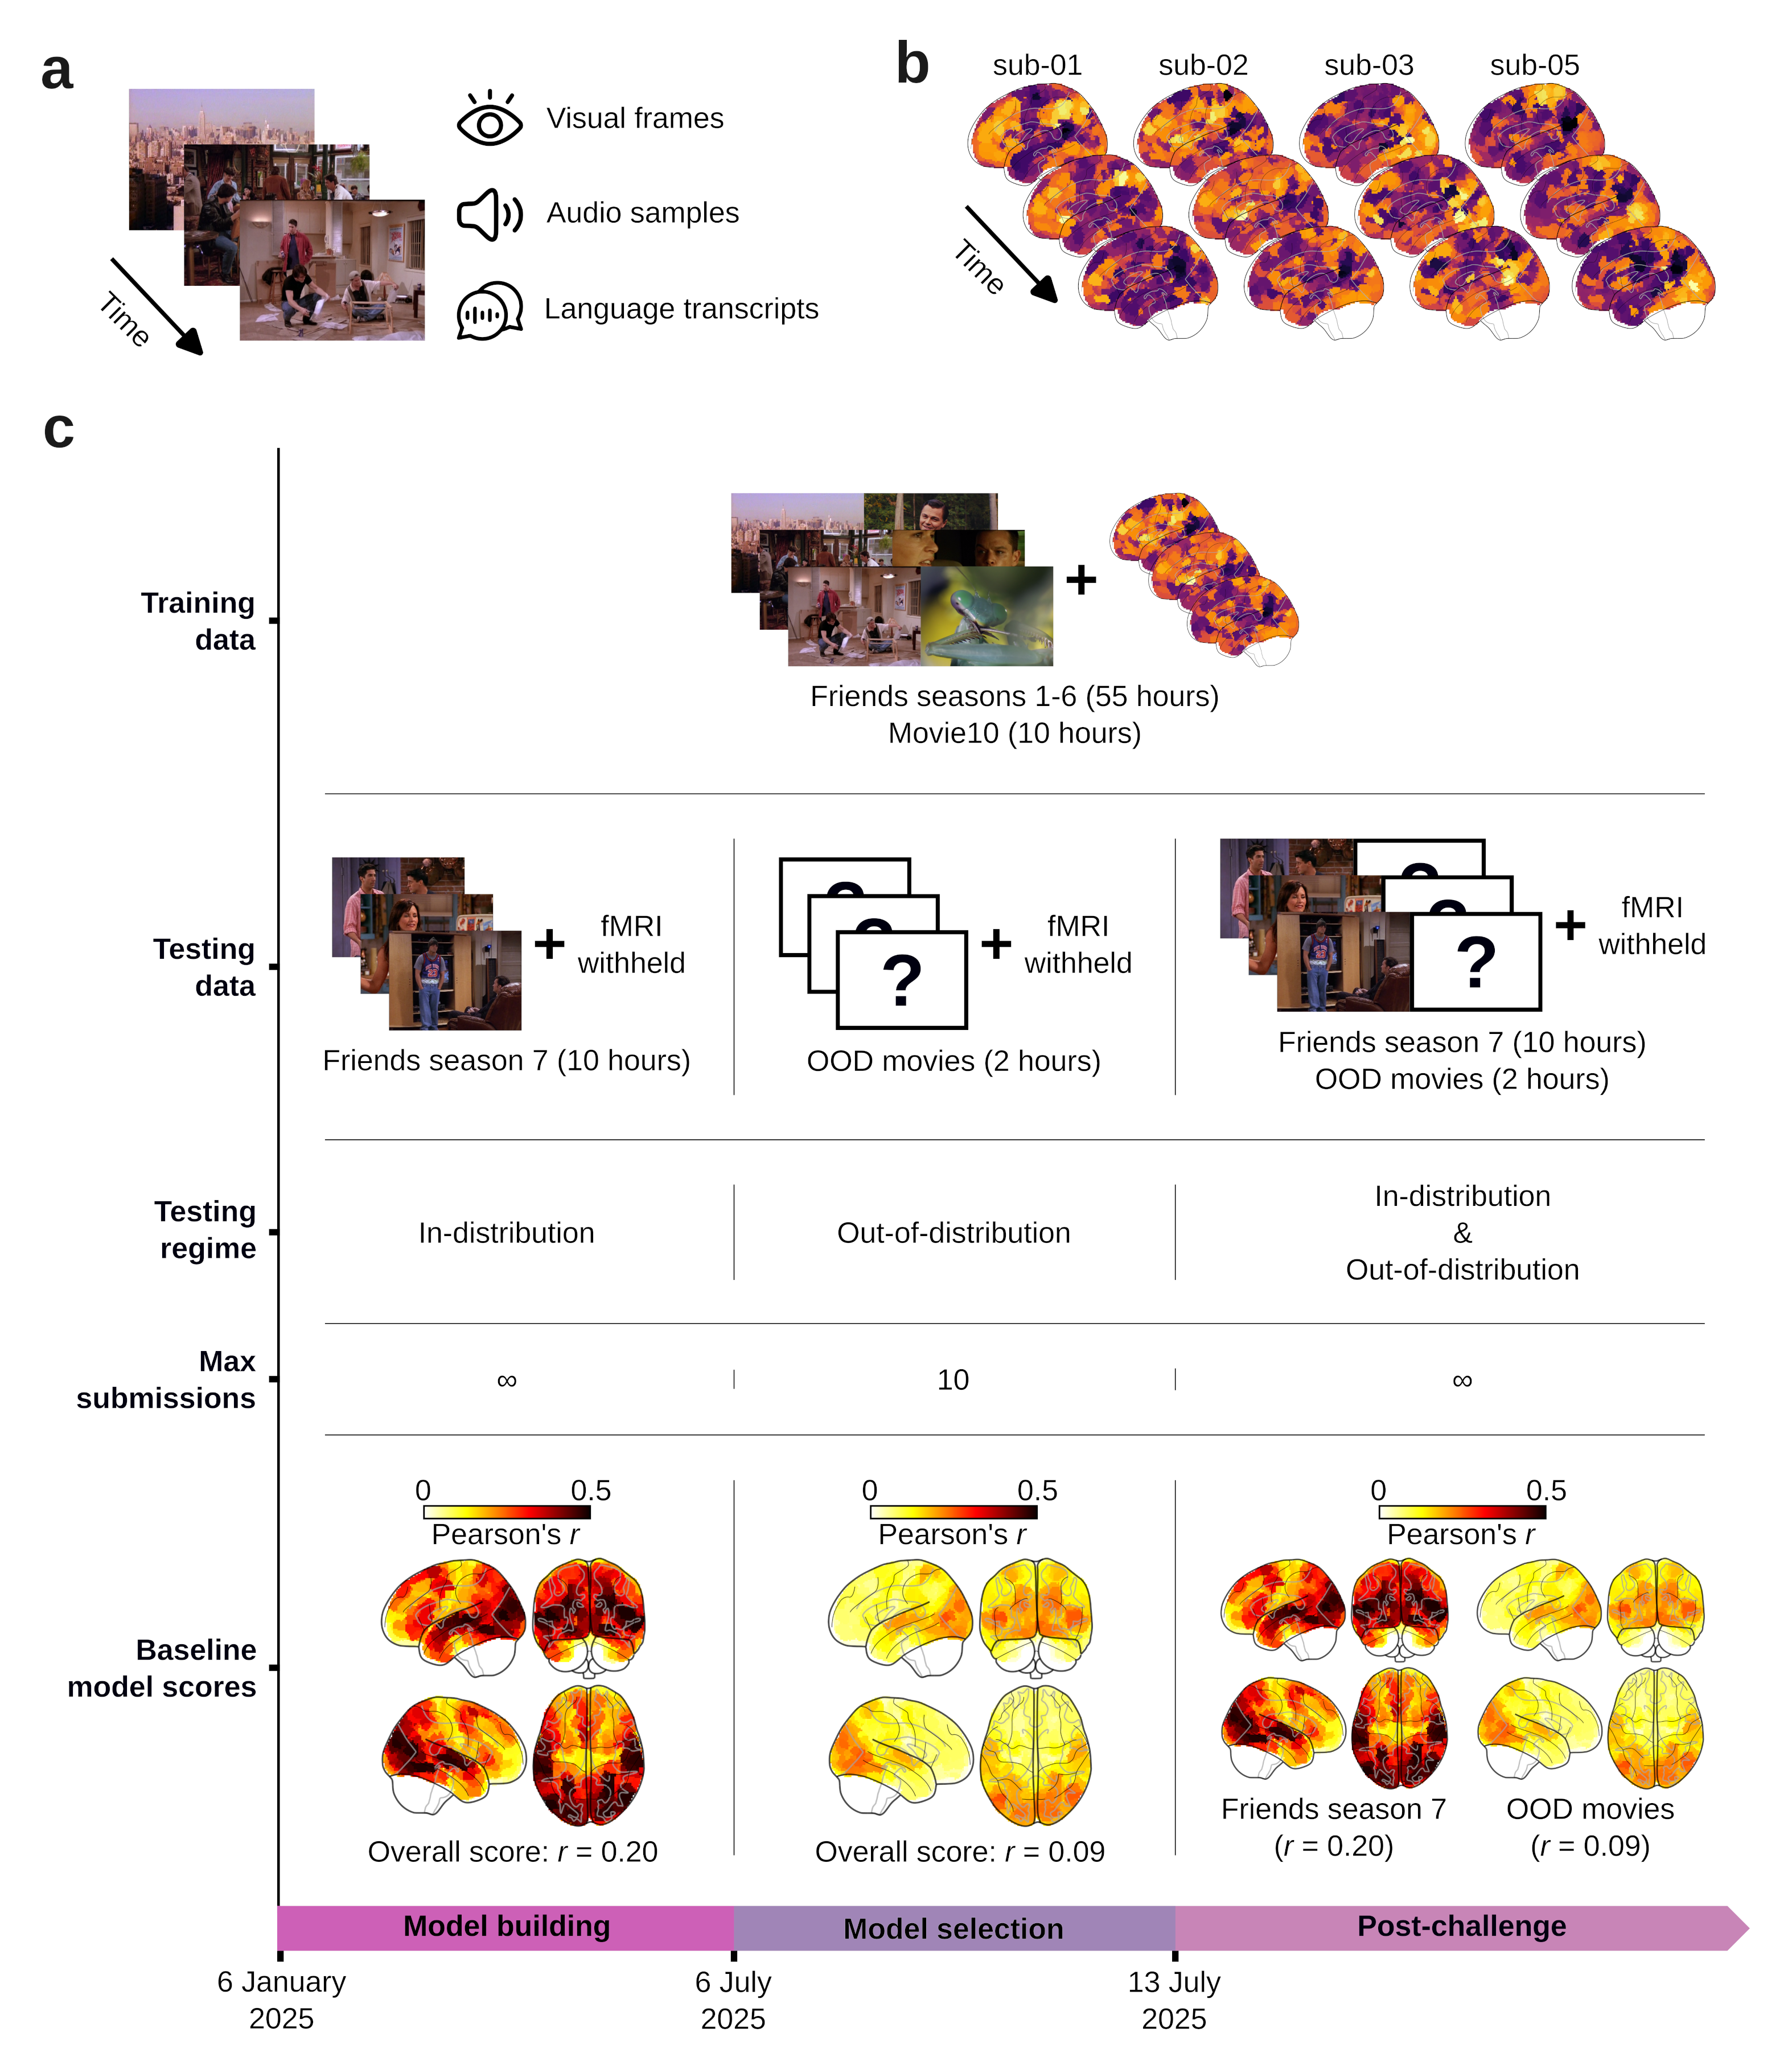 a
Visual frames
Audio samples
Language transcripts
Time
b
sub-01
sub-02
sub-03
sub-05
Time
c
Training
data
+
Friends seasons 1-6 (55 hours)
Movie10 (10 hours)
Testing
data
+
fMRI
withheld
Friends season 7 (10 hours)
?
?
?
+
fMRI
withheld
OOD movies (2 hours)
?
?
?
+
fMRI
withheld
Friends season 7 (10 hours)
OOD movies (2 hours)
Testing
regime
In-distribution
Out-of-distribution
In-distribution
&
Out-of-distribution
Max
submissions
∞
10
∞
Baseline
model scores
0 0.5
Pearson's r
Overall score: r = 0.20
0 0.5
Pearson's r
Overall score: r = 0.09
0 0.5
Pearson's r
Friends season 7
(r = 0.20)
OOD movies
(r = 0.09)
Model building
Model selection
Post-challenge
6 January
2025
6 July
2025
13 July
2025